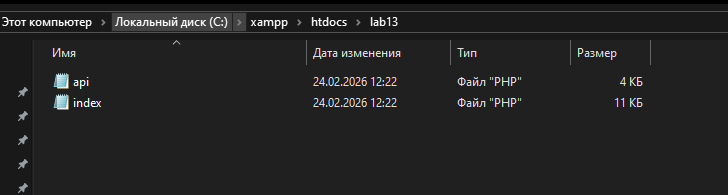 Этот компьютер > Локальный диск (C:) > xampp > htdocs > lab13
Имя Дата изменения Тип Размер
api 24.02.2026 12:22 Файл "PHP" 4 КБ
index 24.02.2026 12:22 Файл "PHP" 11 КБ